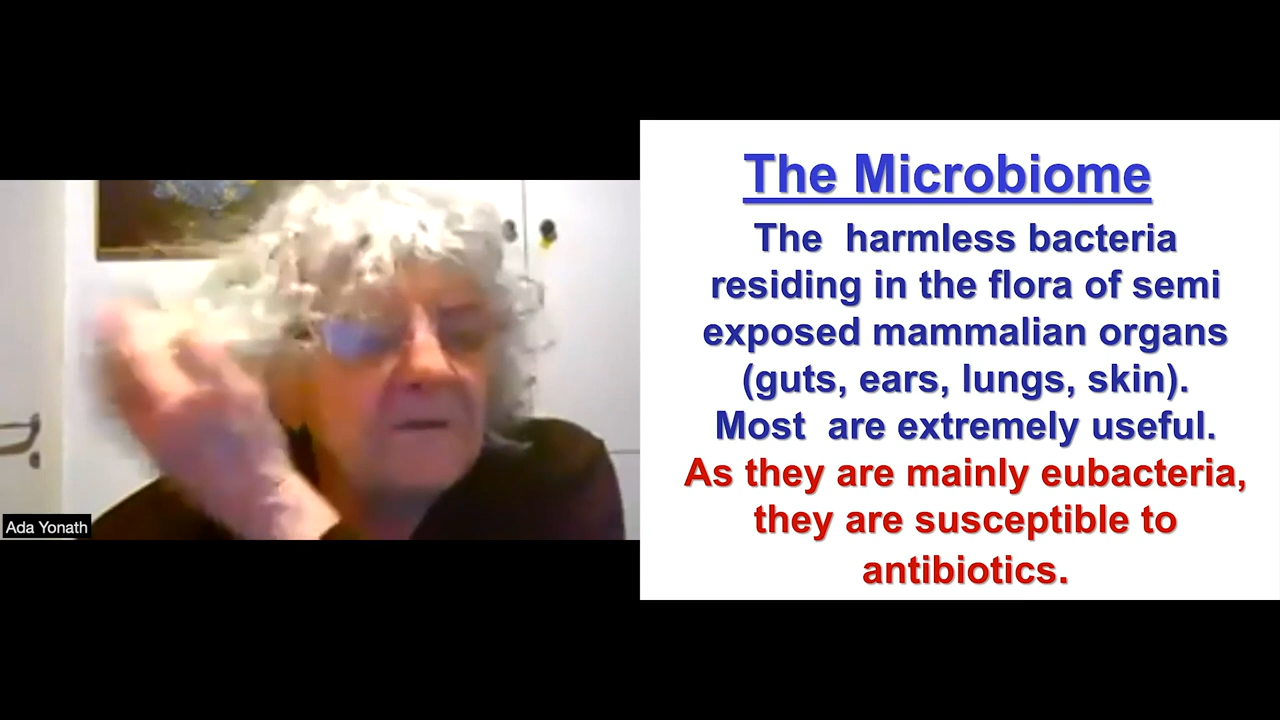 Ada Yonath
The Microbiome
The harmless bacteria
residing in the flora of semi
exposed mammalian organs
(guts, ears, lungs, skin).
Most are extremely useful.
As they are mainly eubacteria,
they are susceptible to
antibiotics.